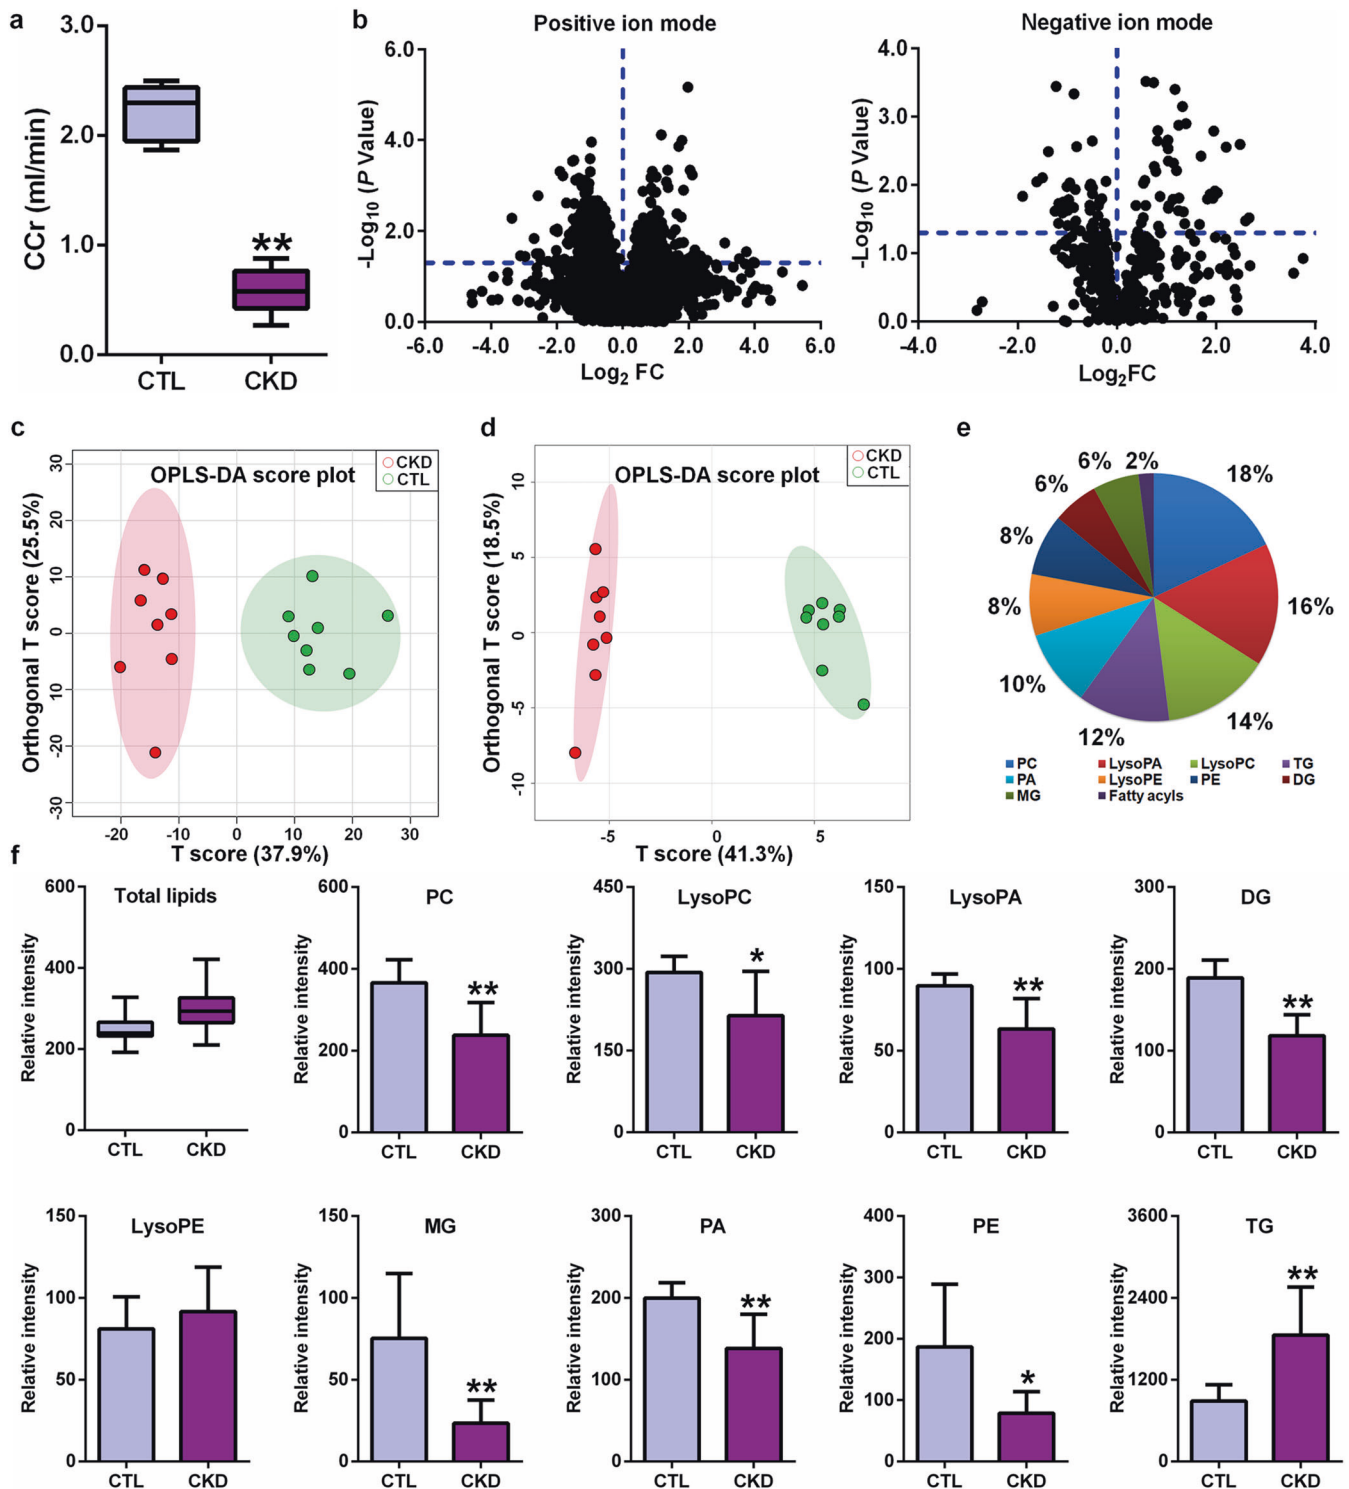 a
CCr (ml/min)
3.0
2.0
1.0
0.0
**
CTL
CKD
b
Positive ion mode
-Log10 (P Value)
6.0
4.0
2.0
0.0
-6.0 -4.0 -2.0 0.0 2.0 4.0 6.0
Log2 FC
Negative ion mode
-Log10 (P Value)
4.0
3.0
2.0
1.0
0.0
-4.0 -2.0 0.0 2.0 4.0
Log2FC
c
OPLS-DA score plot
CKD
CTL
Orthogonal T score (25.5%)
30
20
10
0
10
-20
-30
-20 -10 0 10 20 30
T score (37.9%)
d
OPLS-DA score plot
CKD
CTL
Orthogonal T score (18.5%)
10
5
0
-5
-10
-5 0 5
T score (41.3%)
e
18%
16%
14%
12%
10%
8%
8%
6%
6%
2%
PC LysoPA LysoPC TG
PA LysoPE PE DG
MG Fatty acyls
f
Total lipids
Relative intensity
600
400
200
0
CTL CKD
PC
Relative intensity
600
400
200
0
**
CTL CKD
LysoPC
Relative intensity
450
300
150
0
*
CTL CKD
LysoPA
Relative intensity
150
100
50
0
**
CTL CKD
DG
Relative intensity
300
200
100
0
**
CTL CKD
LysoPE
Relative intensity
150
100
50
0
CTL CKD
MG
Relative intensity
150
100
50
0
**
CTL CKD
PA
Relative intensity
300
200
100
0
**
CTL CKD
PE
Relative intensity
400
300
200
100
0
*
CTL CKD
TG
Relative intensity
3600
2400
1200
0
**
CTL CKD